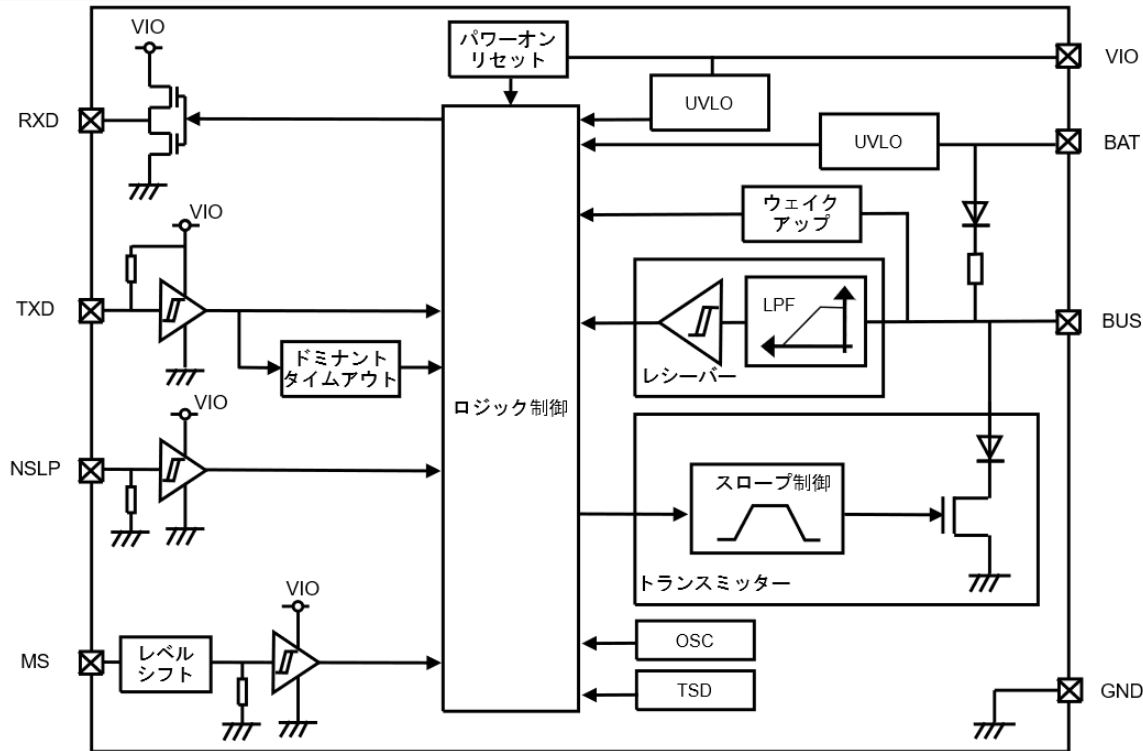 VIO
パワーオン
リセット
VIO
UVLO
RXD
UVLO
BAT
VIO
ウェイク
アップ
TXD
LPF
BUS
ドミナント
タイムアウト
レシーバー
VIO
ロジック制御
NSLP
スロープ制御
トランスミッター
VIO
OSC
MS
レベル
シフト
TSD
GND